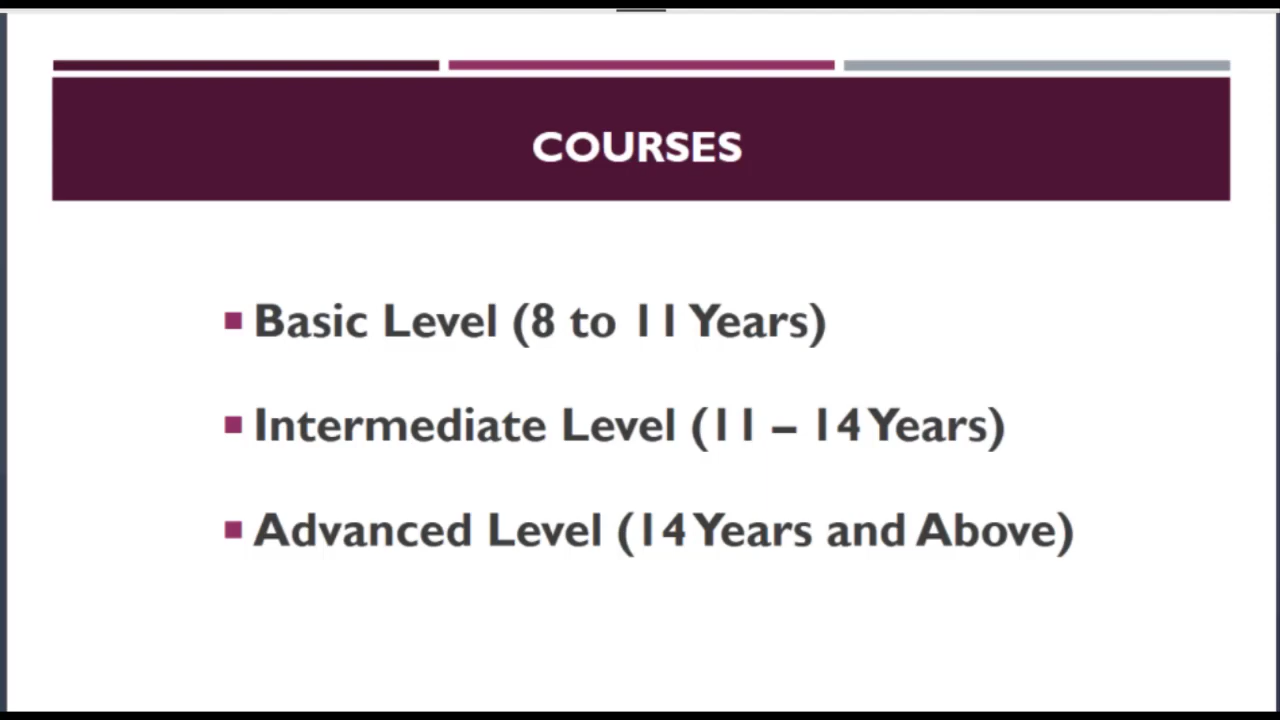 COURSES
Basic Level (8 to 11 Years)
Intermediate Level (11 – 14 Years)
Advanced Level (14 Years and Above)